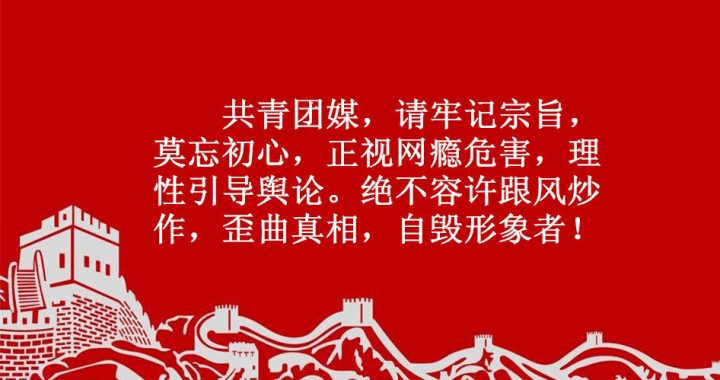 共青团媒，请牢记宗旨，
莫忘初心，正视网瘾危害，理
性引导舆论。绝不容许跟风炒
作，歪曲真相，自毁形象者！